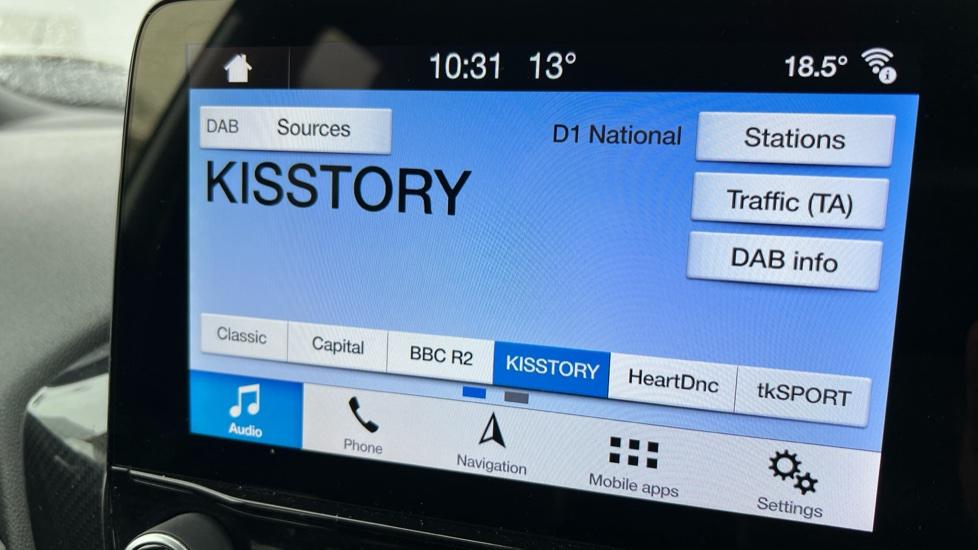 10:31 13° 18.5°
DAB Sources D1 National Stations
KISSTORY
Traffic (TA)
DAB info
Classic Capital BBC R2 KISSTORY HeartDnc tkSPORT
Audio Phone Navigation Mobile apps Settings